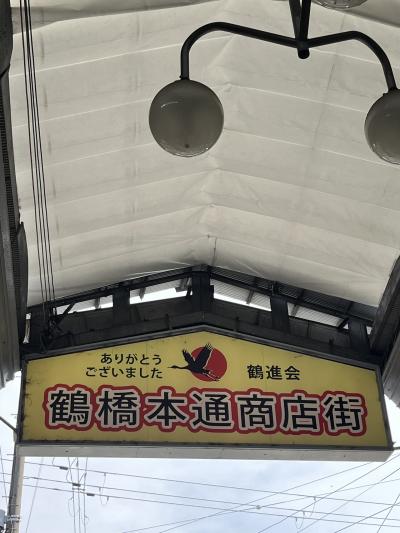 ありがとう
ございました
鶴進会
鶴橋本通商店街